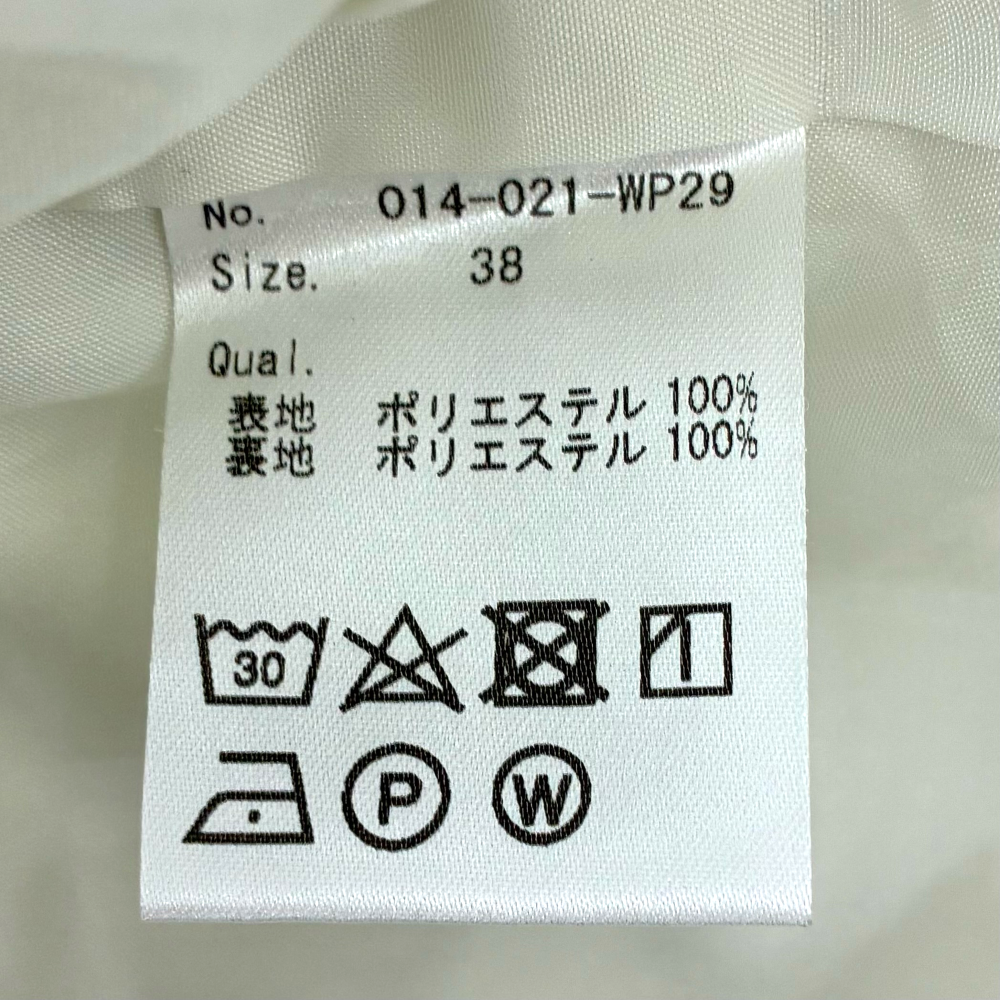 No. 014-021-WP29
Size. 38
Qual.
表地 ポリエステル 100%
裏地 ポリエステル 100%
30
P
W